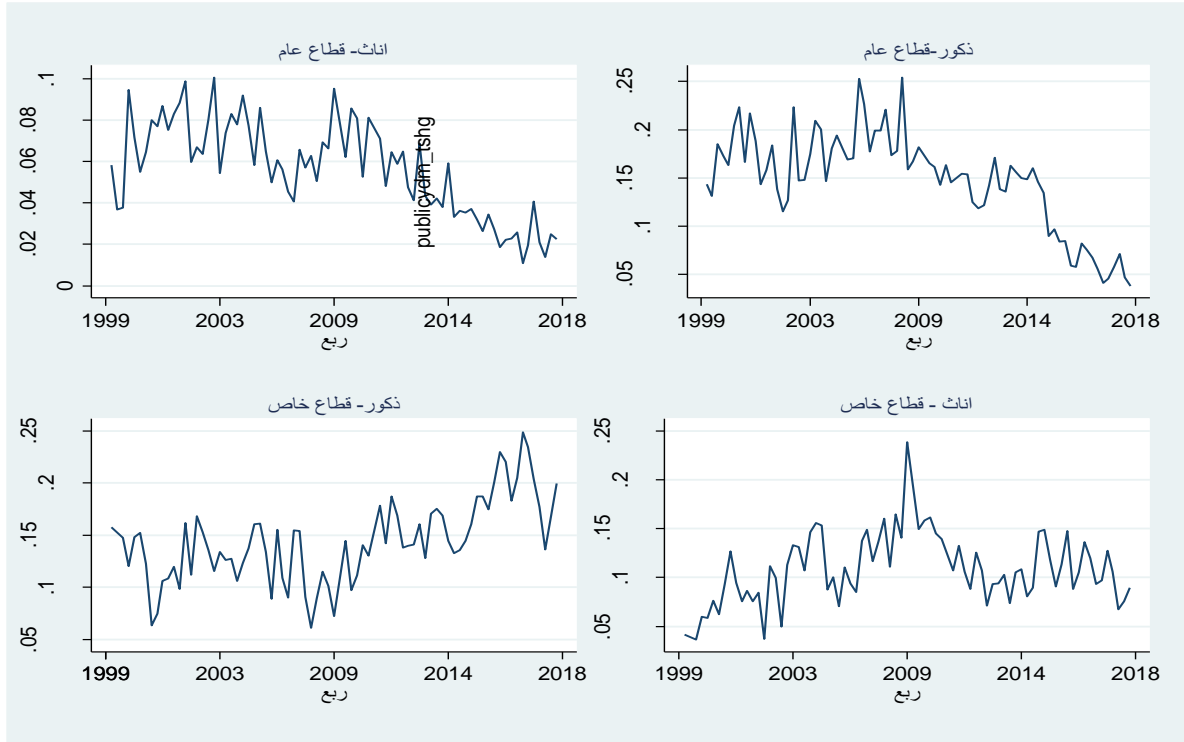 اناث- قطاع عام
.1
.08
.06
.04
.02
0
publicydm_tshg
1999 2003 2009 2014 2018
ربع
ذكور-قطاع عام
.25
.2
.15
.1
.05
1999 2003 2009 2014 2018
ربع
ذكور- قطاع خاص
.25
.2
.15
.1
.05
1999 2003 2009 2014 2018
ربع
اناث - قطاع خاص
.25
.2
.15
.1
.05
1999 2003 2009 2014 2018
ربع